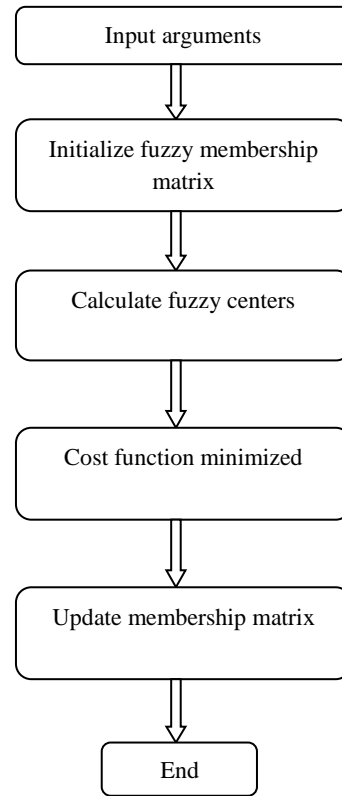 Input arguments
Initialize fuzzy membership
matrix
Calculate fuzzy centers
Cost function minimized
Update membership matrix
End